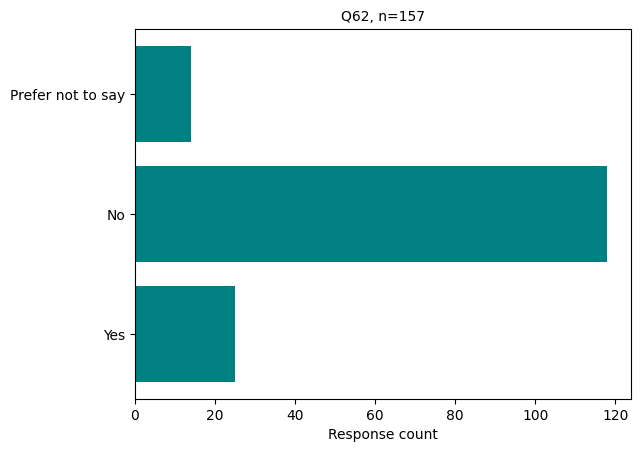 Q62, n=157
Prefer not to say
No
Yes
0 20 40 60 80 100 120
Response count